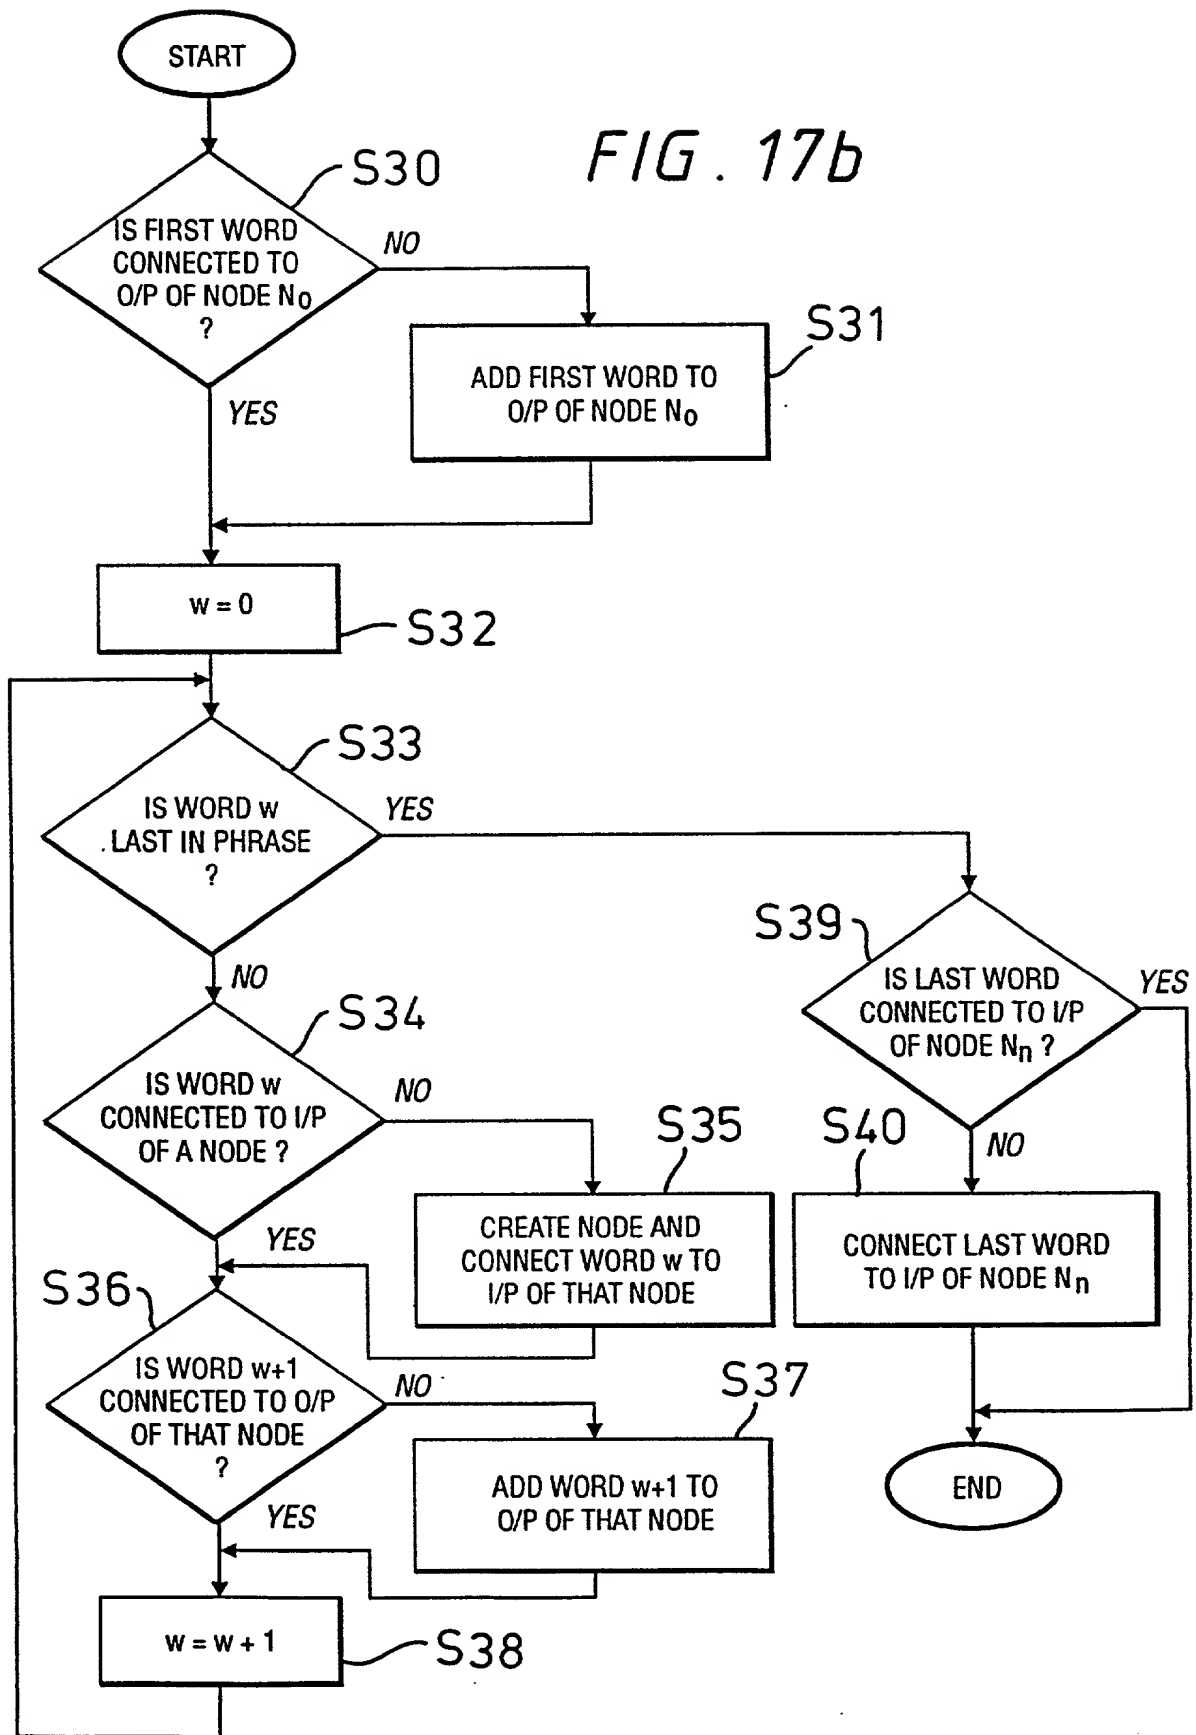 START
FIG. 17b
S30
IS FIRST WORD
CONNECTED TO
O/P OF NODE N₀
?
NO
YES
S31
ADD FIRST WORD TO
O/P OF NODE N₀
w = 0
S32
S33
IS WORD w
LAST IN PHRASE
?
YES
NO
S34
IS WORD w
CONNECTED TO I/P
OF A NODE ?
NO
YES
S35
CREATE NODE AND
CONNECT WORD w TO
I/P OF THAT NODE
S36
IS WORD w+1
CONNECTED TO O/P
OF THAT NODE
?
NO
YES
S37
ADD WORD w+1 TO
O/P OF THAT NODE
w = w + 1
S38
S39
IS LAST WORD
CONNECTED TO I/P
OF NODE Nₙ ?
YES
NO
S40
CONNECT LAST WORD
TO I/P OF NODE Nₙ
END